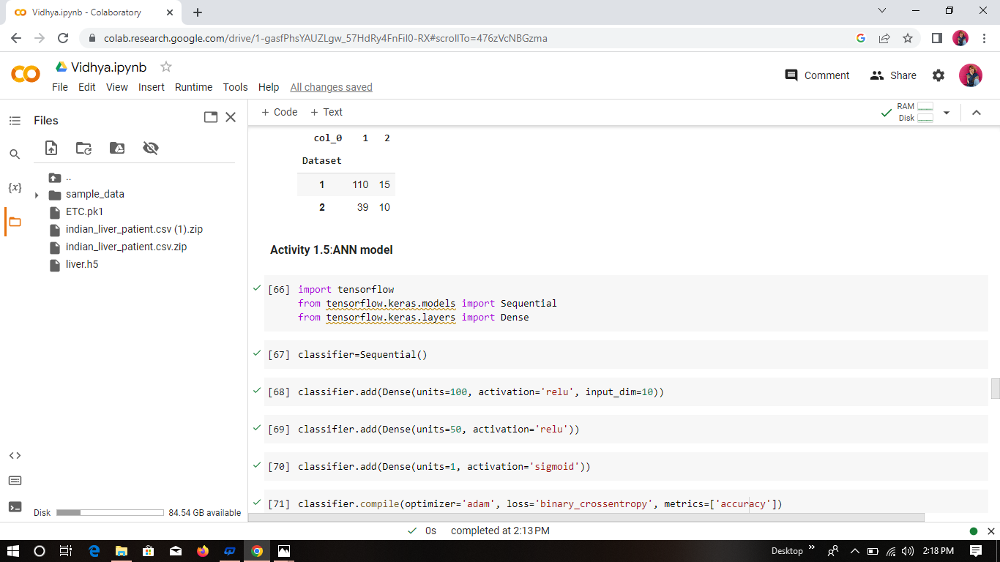 Vidhya.ipynb - Colaboratory
colab.research.google.com/drive/1-gasfPhsYAUZLgw_57HdRy4FnFil0-RX#scrollTo=476zVcNBGzma
Vidhya.ipynb
File Edit View Insert Runtime Tools Help All changes saved
Comment Share
Files
+ Code + Text
RAM
Disk
..
sample_data
ETC.pk1
indian_liver_patient.csv (1).zip
indian_liver_patient.csv.zip
liver.h5
{x}
Disk 84.54 GB available
col_0 1 2
Dataset
1 110 15
2 39 10
Activity 1.5:ANN model
[66] import tensorflow
from tensorflow.keras.models import Sequential
from tensorflow.keras.layers import Dense
[67] classifier=Sequential()
[68] classifier.add(Dense(units=100, activation='relu', input_dim=10))
[69] classifier.add(Dense(units=50, activation='relu'))
[70] classifier.add(Dense(units=1, activation='sigmoid'))
[71] classifier.compile(optimizer='adam', loss='binary_crossentropy', metrics=['accuracy'])
0s completed at 2:13 PM
Desktop 2:18 PM